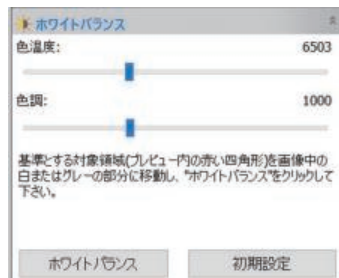 ホワイトバランス
色温度: 6503
色調: 1000
基準とする対象領域(プレビュー内の赤い四角形)を画像中の
白またはグレーの部分に移動し、"ホワイトバランス"をクリックして
下さい。
ホワイトバランス 初期設定